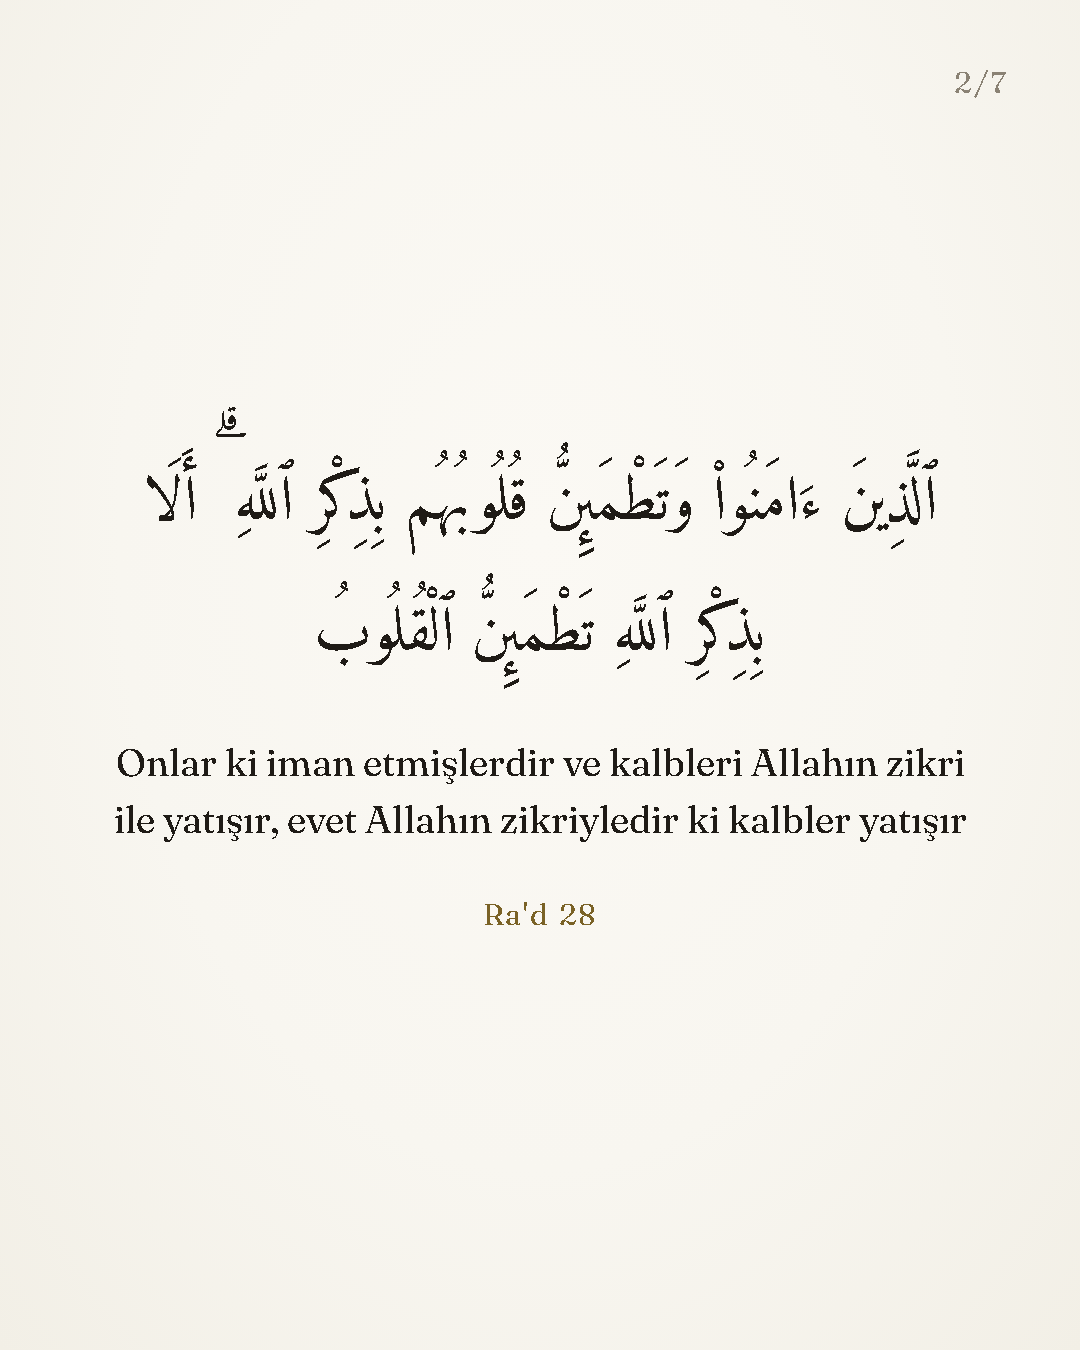 2/7
ٱلَّذِينَ ءَامَنُوا۟ وَتَطْمَئِنُّ قُلُوبُهُم بِذِكْرِ ٱللَّهِ ۗ أَلَا
بِذِكْرِ ٱللَّهِ تَطْمَئِنُّ ٱلْقُلُوبُ
Onlar ki iman etmişlerdir ve kalbleri Allahın zikri
ile yatışır, evet Allahın zikriyledir ki kalbler yatışır
Ra'd 28